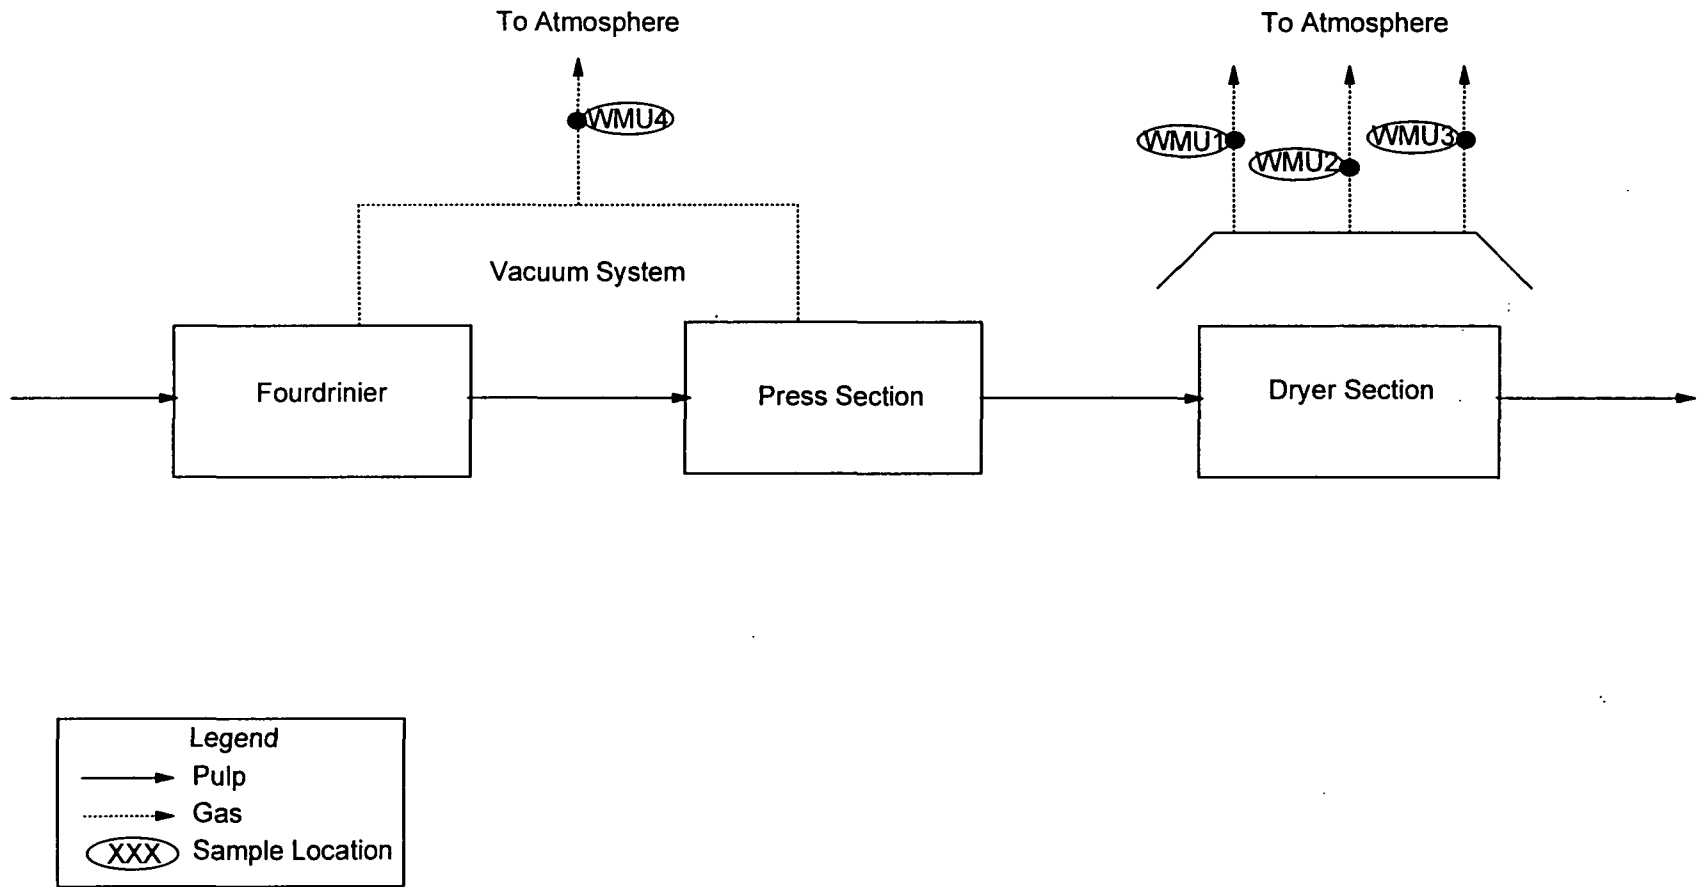 To Atmosphere
To Atmosphere
WMU4
WMU1
WMU2
WMU3
Vacuum System
Fourdrinier
Press Section
Dryer Section
Legend
Pulp
Gas
XXX Sample Location